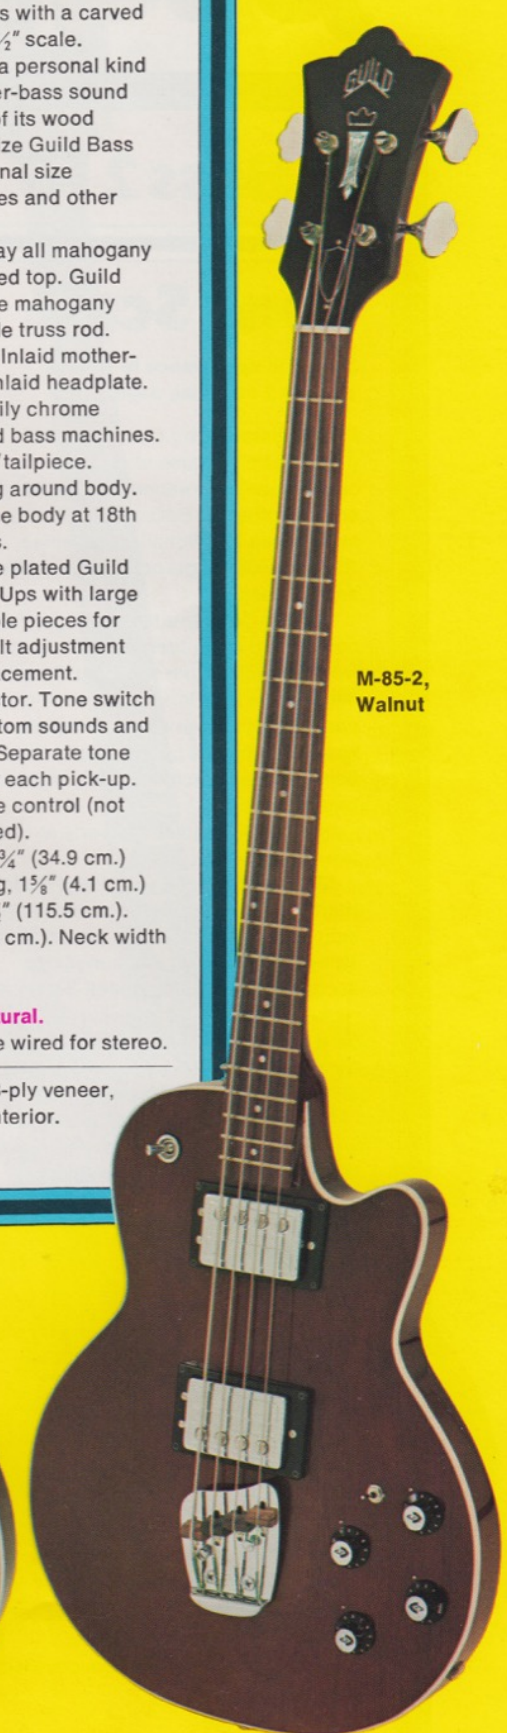 s with a carved
½" scale.
a personal kind
er-bass sound
of its wood
ze Guild Bass
nal size
es and other
ay all mahogany
ed top. Guild
e mahogany
le truss rod.
Inlaid mother-
nlaid headplate.
ily chrome
d bass machines.
tailpiece.
g around body.
e body at 18th
s.
e plated Guild
Ups with large
le pieces for
lt adjustment
cement.
tor. Tone switch
tom sounds and
Separate tone
each pick-up.
e control (not
ed).
¾" (34.9 cm.)
g, 1⅝" (4.1 cm.)
" (115.5 cm.).
cm.). Neck width
ural.
e wired for stereo.
-ply veneer,
nterior.
GUILD
M-85-2,
Walnut